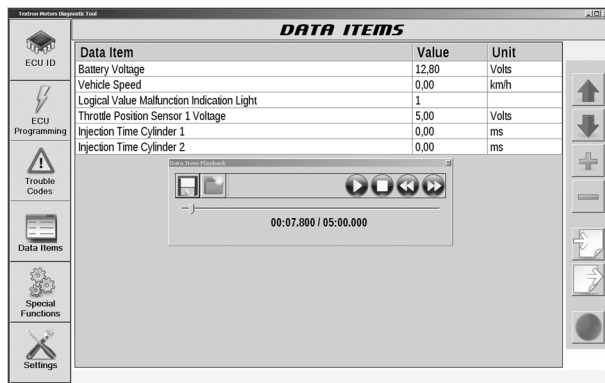 Textron Motors Diagnostic Tool
DATA ITEMS
ECU ID
ECU
Programming
Trouble
Codes
Data Items
Special
Functions
Settings
Data Item Value Unit
Battery Voltage 12,80 Volts
Vehicle Speed 0,00 km/h
Logical Value Malfunction Indication Light 1
Throttle Position Sensor 1 Voltage 5,00 Volts
Injection Time Cylinder 1 0,00 ms
Injection Time Cylinder 2 0,00 ms
Data Item Playback
00:07.800 / 05:00.000